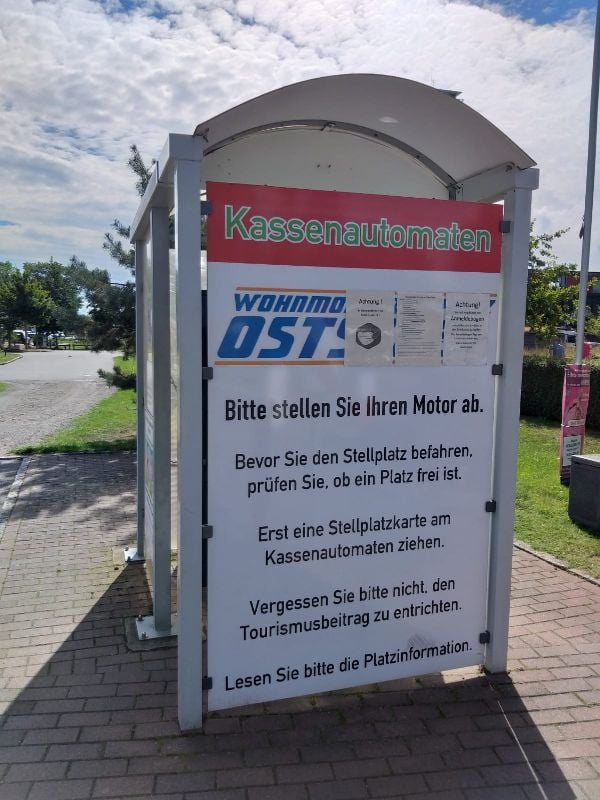 Kassenautomaten
WOHNMO
OSTS
Achtung!
Achtung!
Anmeldebogen
Bitte stellen Sie Ihren Motor ab.
Bevor Sie den Stellplatz befahren,
prüfen Sie, ob ein Platz frei ist.
Erst eine Stellplatzkarte am
Kassenautomaten ziehen.
Vergessen Sie bitte nicht, den
Tourismusbeitrag zu entrichten.
Lesen Sie bitte die Platzinformation.